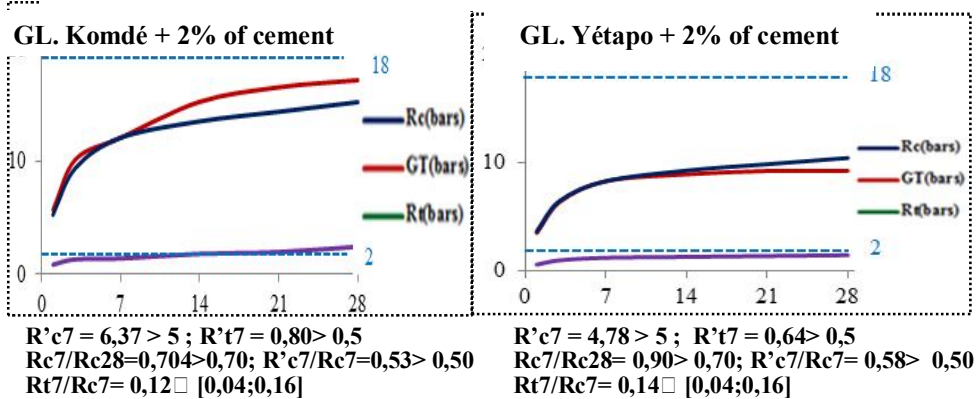 GL. Komdé + 2% of cement
18
10
Rc(bars)
GT(bars)
Rt(bars)
2
0
0 7 14 21 28
R’c7 = 6,37 > 5 ; R’t7 = 0,80> 0,5
Rc7/Rc28=0,704>0,70; R’c7/Rc7=0,53> 0,50
Rt7/Rc7= 0,12□ [0,04;0,16]
GL. Yétapo + 2% of cement
18
10
Rc(bars)
GT(bars)
Rt(bars)
2
0
0 7 14 21 28
R’c7 = 4,78 > 5 ; R’t7 = 0,64> 0,5
Rc7/Rc28= 0,90> 0,70; R’c7/Rc7= 0,58> 0,50
Rt7/Rc7= 0,14□ [0,04;0,16]